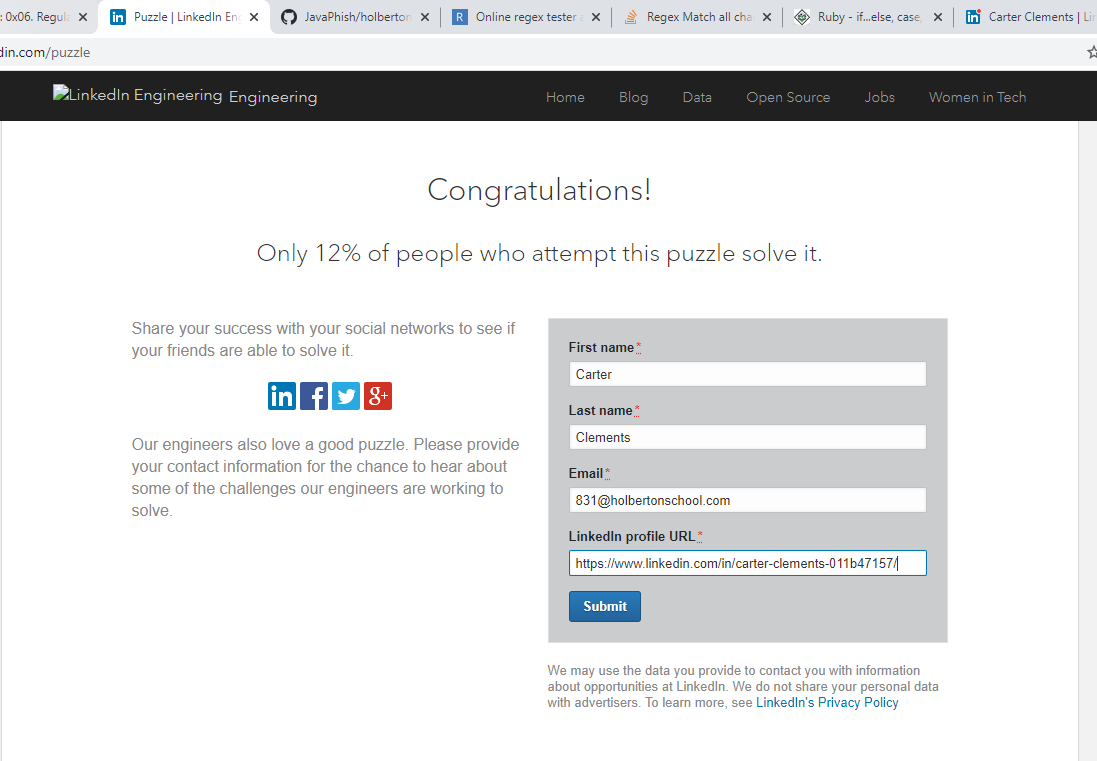 : 0x06. Regula
Puzzle | LinkedIn Eng
JavaPhish/holberton
Online regex tester a
Regex Match all cha
Ruby - if...else, case,
Carter Clements | Lin
din.com/puzzle
LinkedIn Engineering Engineering
Home Blog Data Open Source Jobs Women in Tech
Congratulations!
Only 12% of people who attempt this puzzle solve it.
Share your success with your social networks to see if
your friends are able to solve it.
in f g+
Our engineers also love a good puzzle. Please provide
your contact information for the chance to hear about
some of the challenges our engineers are working to
solve.
First name*
Carter
Last name*
Clements
Email*
831@holbertonschool.com
LinkedIn profile URL*
https://www.linkedin.com/in/carter-clements-011b47157/
Submit
We may use the data you provide to contact you with information
about opportunities at LinkedIn. We do not share your personal data
with advertisers. To learn more, see LinkedIn's Privacy Policy